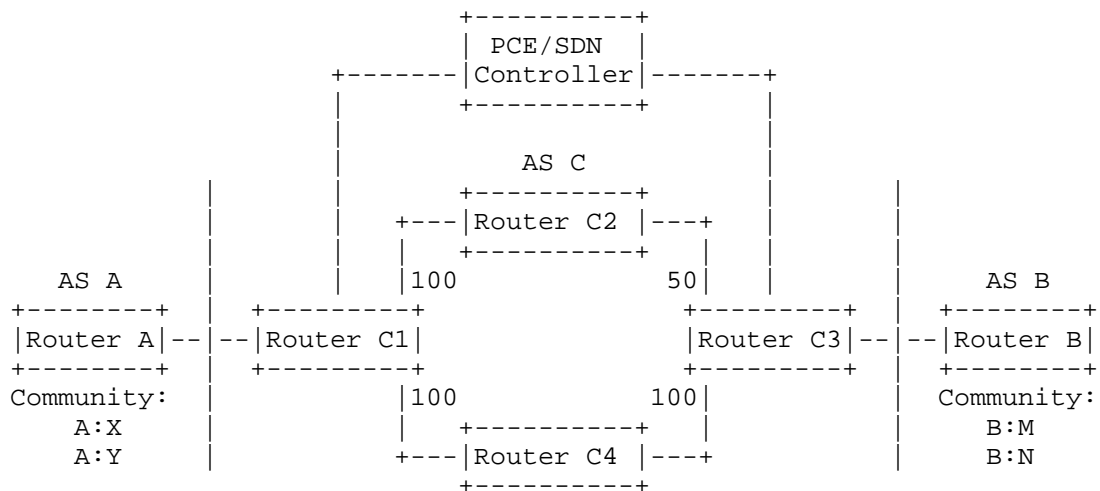 PCE/SDN
Controller
AS C
Router C2
AS A 100 50 AS B
Router A Router C1 Router C3 Router B
Community: 100 100 Community:
A:X B:M
A:Y Router C4 B:N